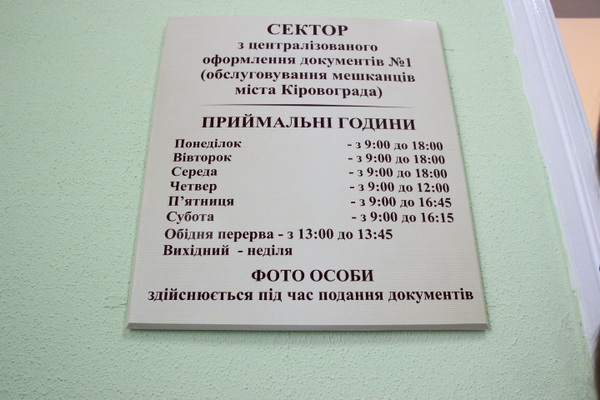 СЕКТОР
з централізованого
оформлення документів №1
(обслуговування мешканців
міста Кіровограда)
ПРИЙМАЛЬНІ ГОДИНИ
Понеділок - з 9:00 до 18:00
Вівторок - з 9:00 до 18:00
Середа - з 9:00 до 18:00
Четвер - з 9:00 до 12:00
П’ятниця - з 9:00 до 16:45
Субота - з 9:00 до 16:15
Обідня перерва - з 13:00 до 13:45
Вихідний - неділя
ФОТО ОСОБИ
здійснюється під час подання документів